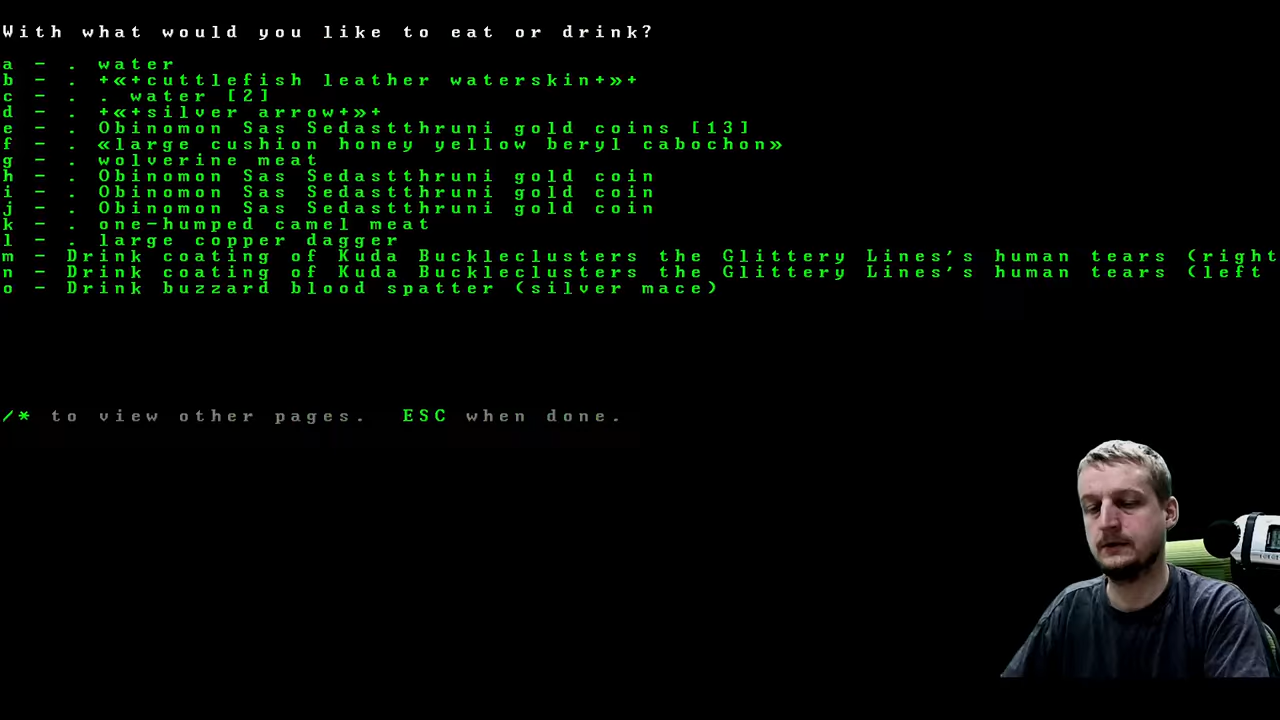 With what would you like to eat or drink?
a - . water
b - . +«+cuttlefish leather waterskin+»+
c - . . water [2]
d - . +«+silver arrow+»+
e - . Obinomon Sas Sedastthruni gold coins [13]
f - . «large cushion honey yellow beryl cabochon»
g - . wolverine meat
h - . Obinomon Sas Sedastthruni gold coin
i - . Obinomon Sas Sedastthruni gold coin
j - . Obinomon Sas Sedastthruni gold coin
k - . one-humped camel meat
l - . large copper dagger
m - Drink coating of Kuda Buckleclusters the Glittery Lines's human tears (right
n - Drink coating of Kuda Buckleclusters the Glittery Lines's human tears (left
o - Drink buzzard blood spatter (silver mace)
/* to view other pages. ESC when done.